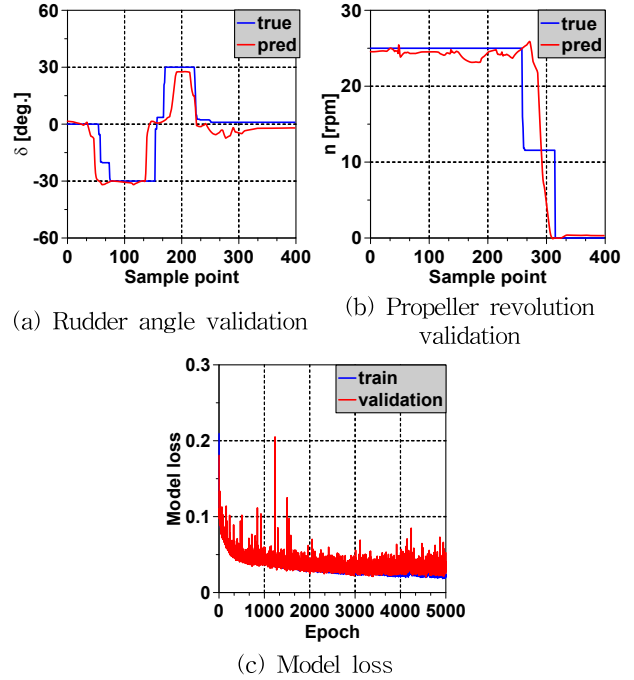 true
pred
60
30
0
-30
-60
δ [deg.]
0 100 200 300 400
Sample point
(a) Rudder angle validation
true
pred
30
20
10
0
n [rpm]
0 100 200 300 400
Sample point
(b) Propeller revolution
validation
train
validation
0.3
0.2
0.1
0
Model loss
0 1000 2000 3000 4000 5000
Epoch
(c) Model loss